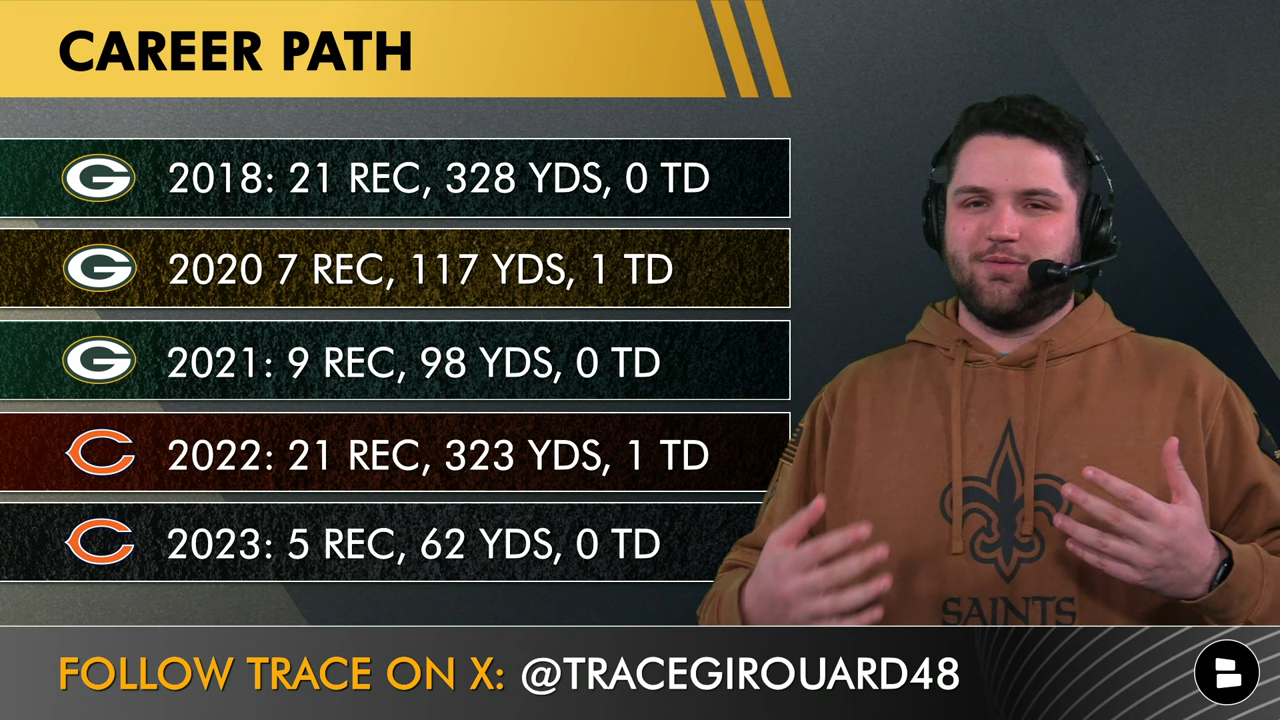 CAREER PATH
2018: 21 REC, 328 YDS, 0 TD
2020 7 REC, 117 YDS, 1 TD
2021: 9 REC, 98 YDS, 0 TD
2022: 21 REC, 323 YDS, 1 TD
2023: 5 REC, 62 YDS, 0 TD
SAINTS
FOLLOW TRACE ON X: @TRACEGIROUARD48